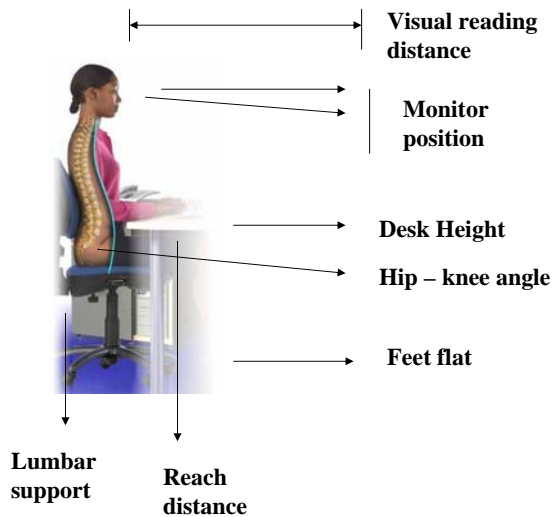 Visual reading
distance
Monitor
position
Desk Height
Hip – knee angle
Feet flat
Lumbar
support
Reach
distance